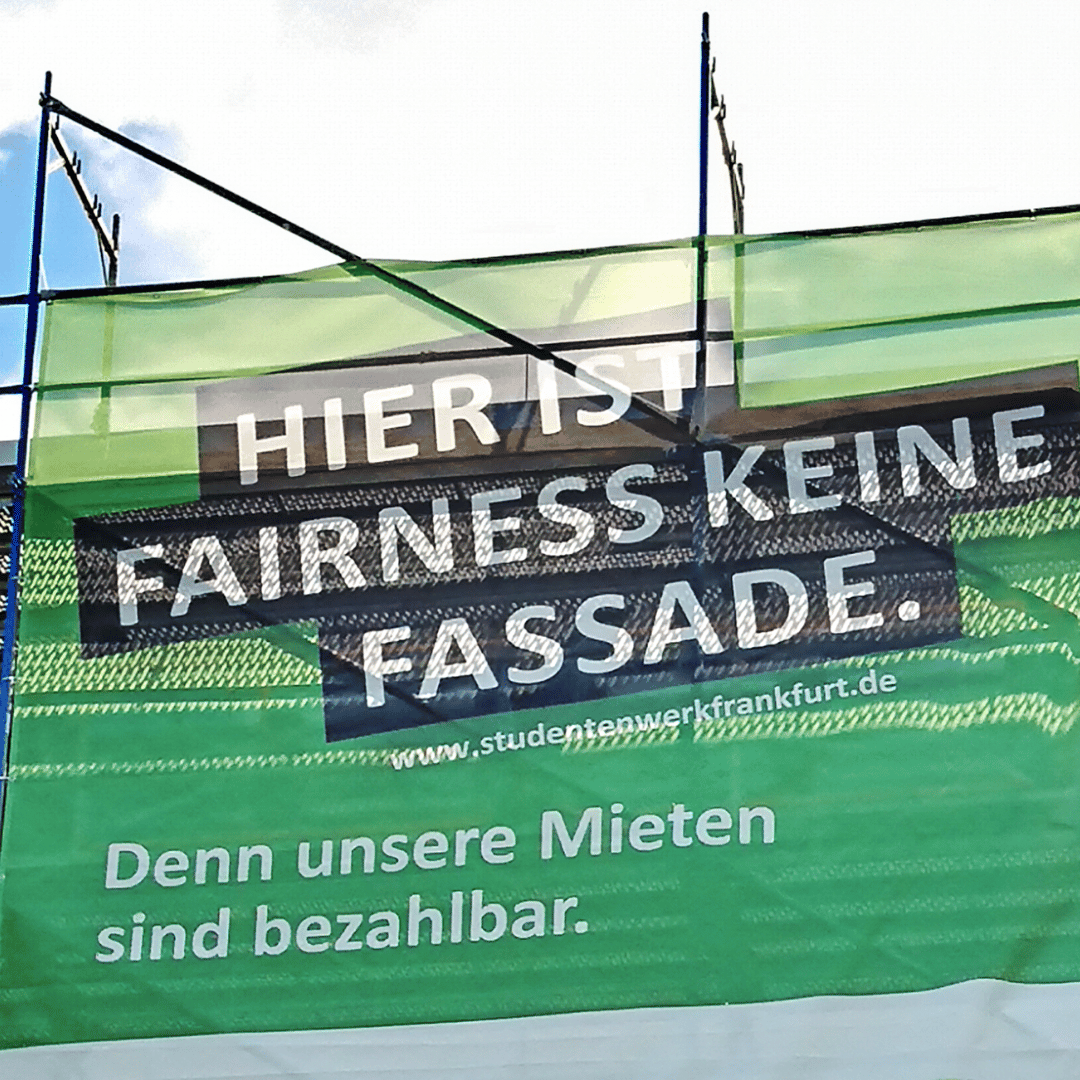 HIER IST
FAIRNESS KEINE
FASSADE.
www.studentenwerkfrankfurt.de
Denn unsere Mieten
sind bezahlbar.